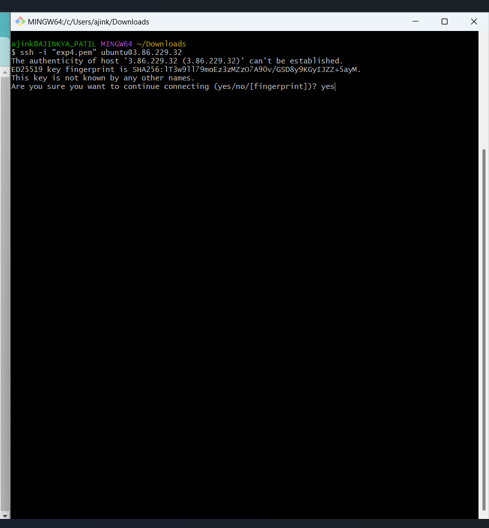 MINGW64:/c/Users/ajink/Downloads
ajink@AJINKYA_PATIL MINGW64 ~/Downloads
$ ssh -i "exp4.pem" ubuntu@3.86.229.32
The authenticity of host '3.86.229.32 (3.86.229.32)' can't be established.
ED25519 key fingerprint is SHA256:lT3w9ll79moEz3zMZzO7A9Ov/GSD8y9KGyIJZZ+5ayM.
This key is not known by any other names.
Are you sure you want to continue connecting (yes/no/[fingerprint])? yes